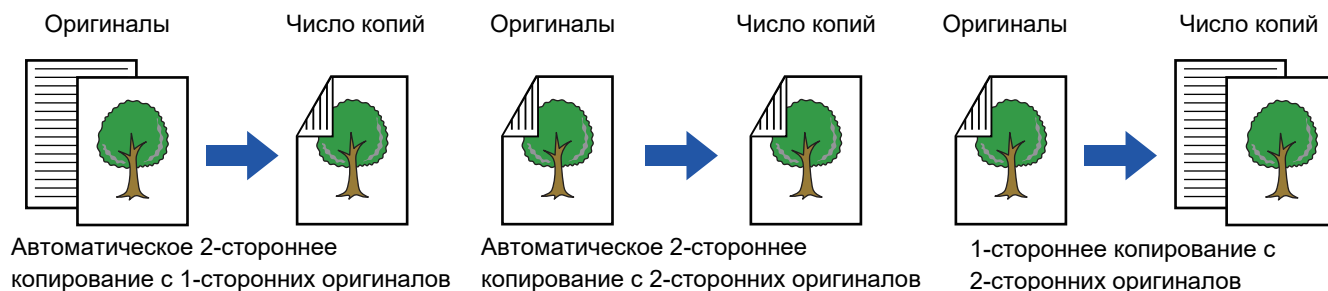 Оригиналы
Число копий
Оригиналы
Число копий
Оригиналы
Число копий
Автоматическое 2-стороннее
копирование с 1-сторонних оригиналов
Автоматическое 2-стороннее
копирование с 2-сторонних оригиналов
1-стороннее копирование с
2-сторонних оригиналов